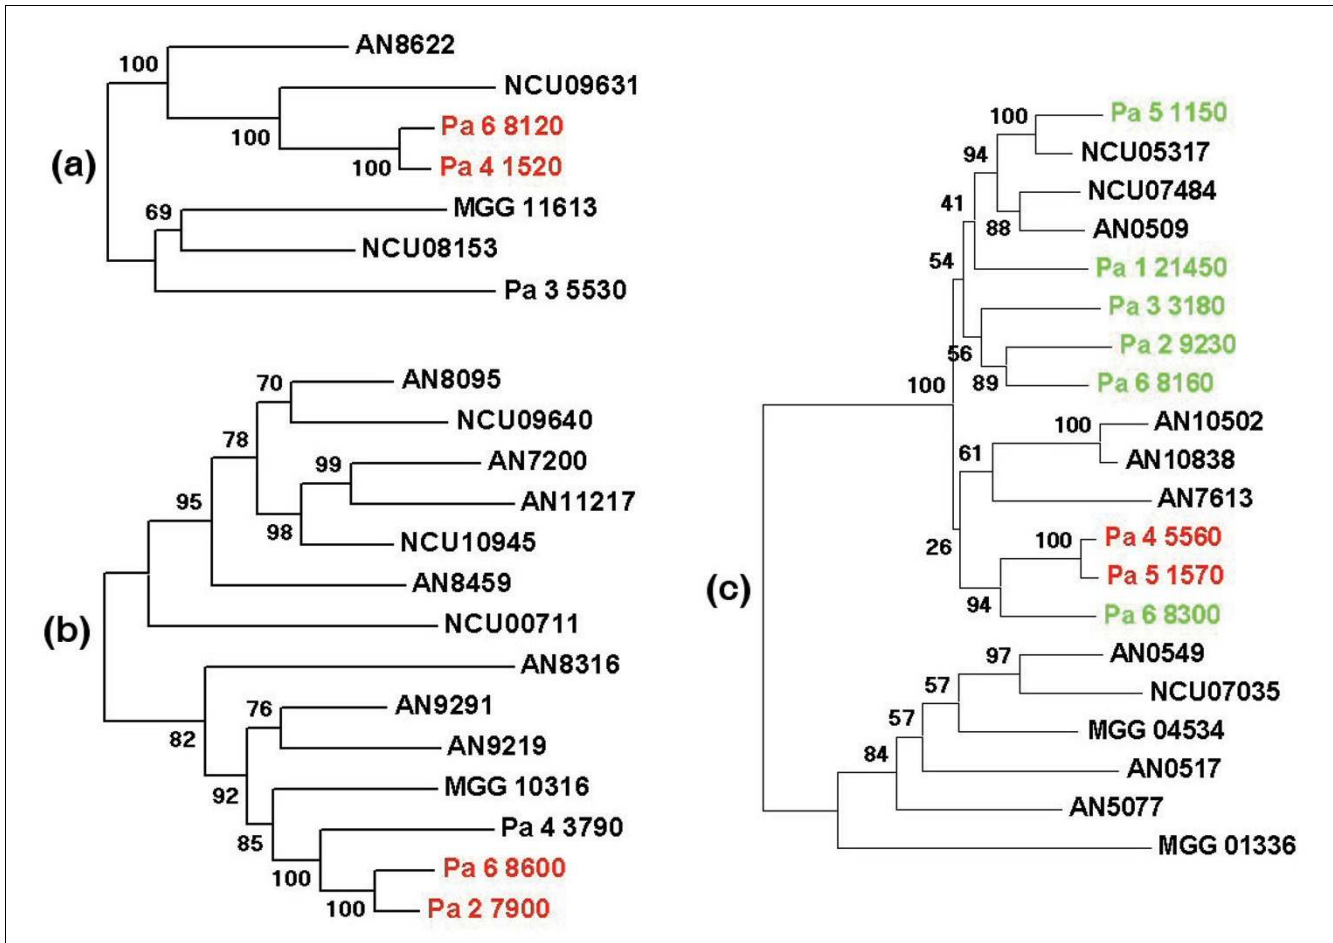 AN8622
100
NCU09631
100
Pa 6 8120
100
Pa 4 1520
(a)
MGG 11613
69
NCU08153
Pa 3 5530
AN8095
70
NCU09640
78
AN7200
99
AN11217
95
98
NCU10945
AN8459
NCU00711
(b)
AN8316
AN9291
76
AN9219
82
MGG 10316
92
Pa 4 3790
85
Pa 6 8600
100
Pa 2 7900
100
Pa 5 1150
100
NCU05317
94
NCU07484
41
88
AN0509
54
Pa 1 21450
Pa 3 3180
Pa 2 9230
56
89
Pa 6 8160
100
AN10502
100
AN10838
61
AN7613
Pa 4 5560
100
26
Pa 5 1570
(c)
94
Pa 6 8300
AN0549
97
NCU07035
57
MGG 04534
57
AN0517
84
AN5077
MGG 01336